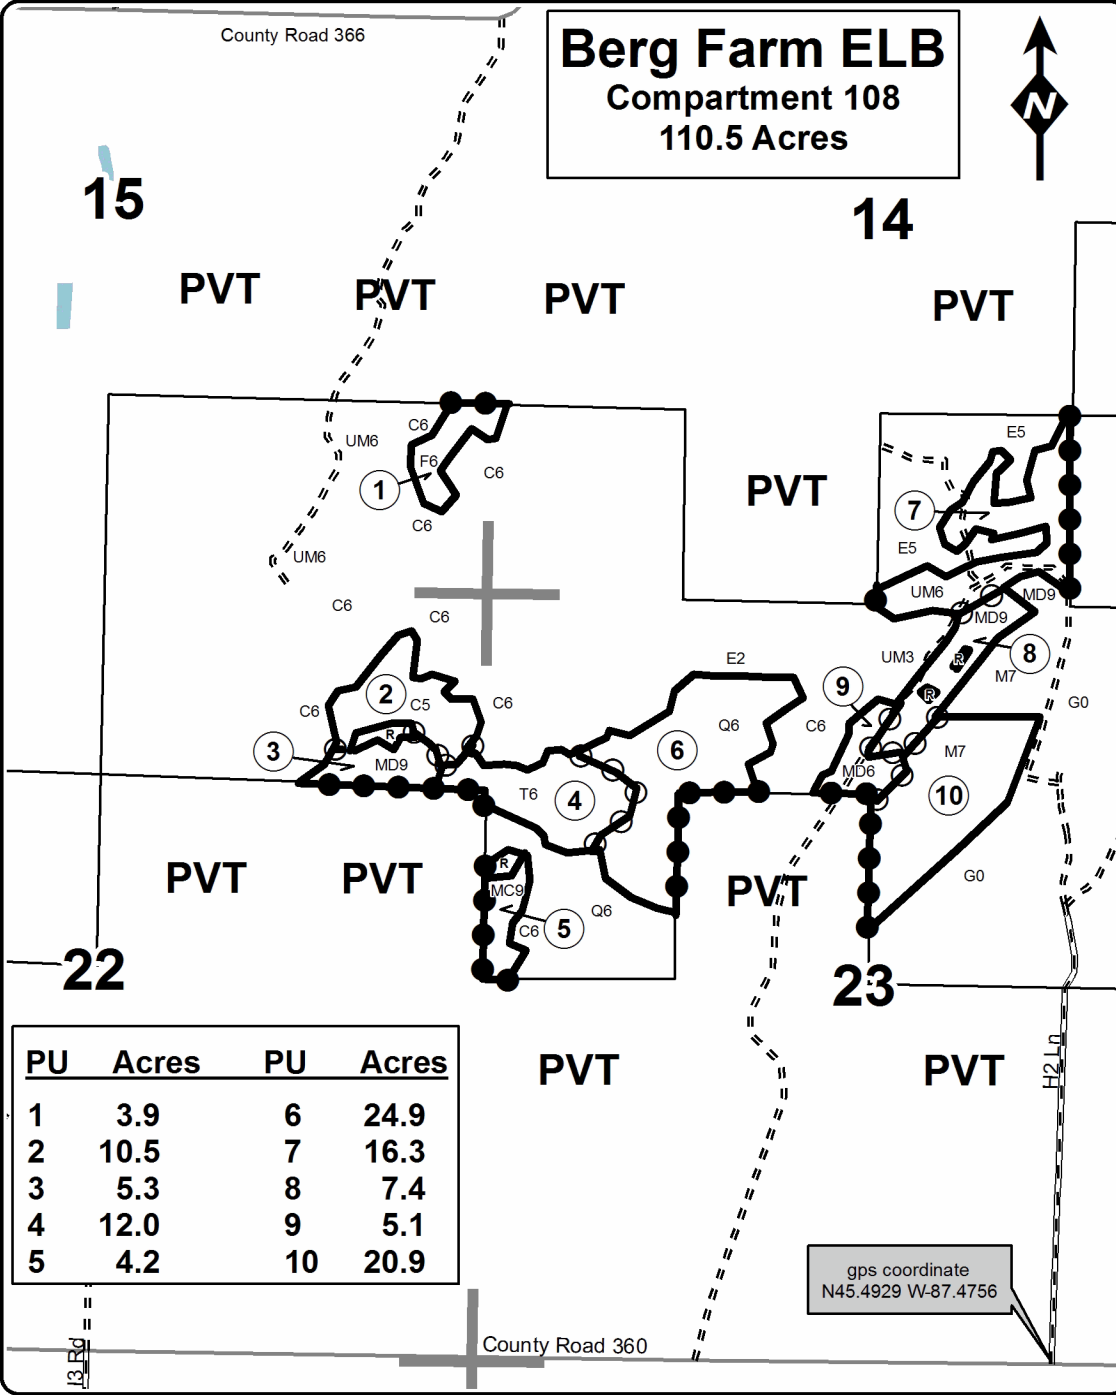 County Road 366
Berg Farm ELB
Compartment 108
110.5 Acres
N
15
14
PVT
PVT
PVT
PVT
C6
UM6
F6
C6
1
C6
PVT
E5
7
E5
UM6
C6
C6
UM6
MD9
MD9
E2
UM3
8
R
M7
2
C5
C6
C6
9
R
G0
3
R
MD9
Q6
6
C6
M7
MD6
T6
4
10
PVT
PVT
R
MC9
PVT
G0
Q6
C6
5
22
23
PVT
PVT
H2 Ln
PU Acres PU Acres
1 3.9 6 24.9
2 10.5 7 16.3
3 5.3 8 7.4
4 12.0 9 5.1
5 4.2 10 20.9
gps coordinate
N45.4929 W-87.4756
I3 Rd
County Road 360